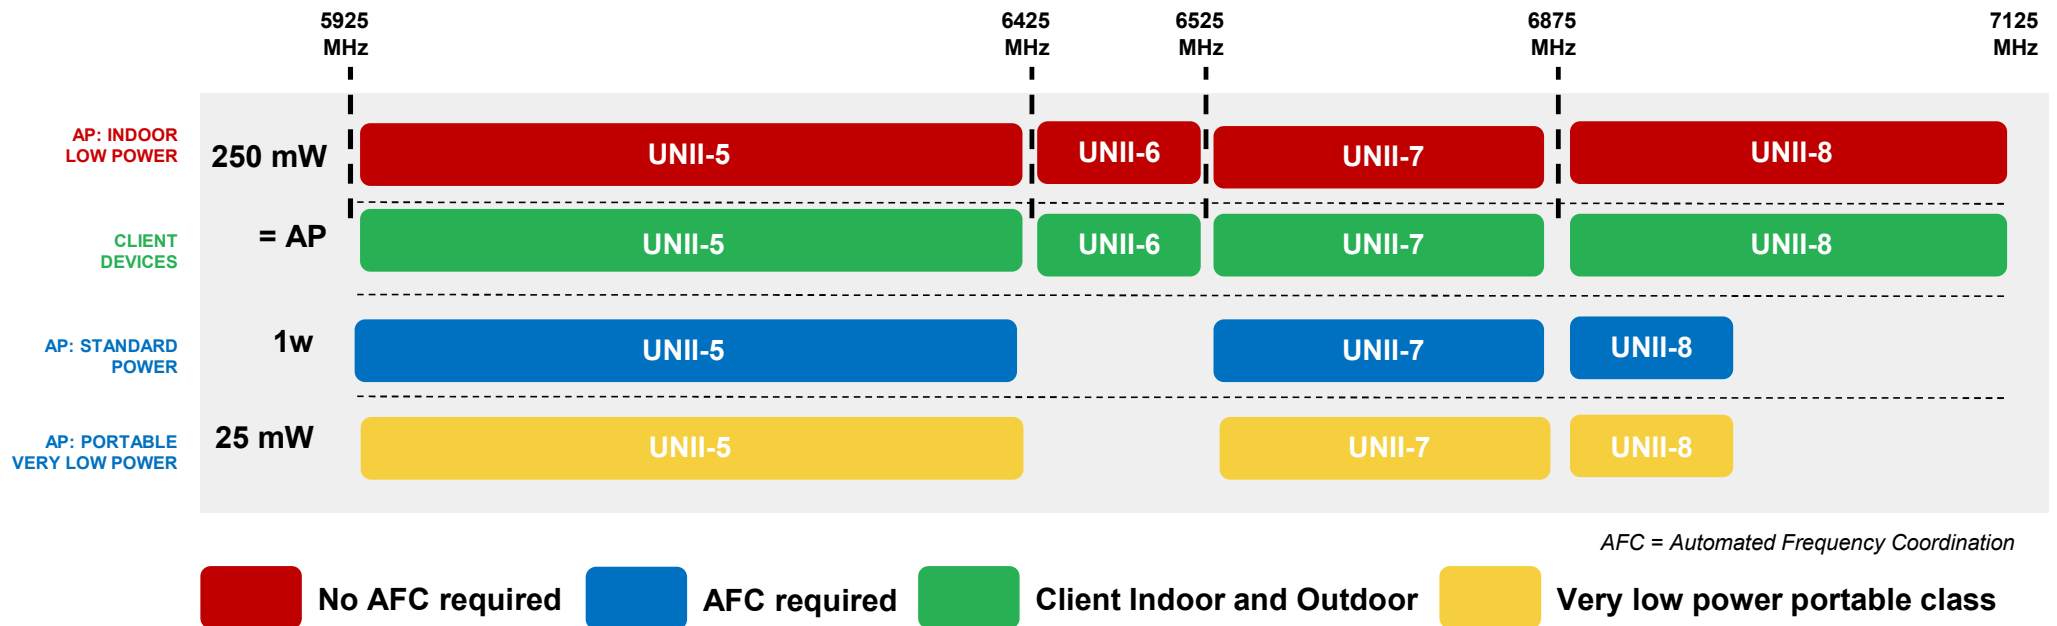 5925 MHz
6425 MHz
6525 MHz
6875 MHz
7125 MHz
AP: INDOOR
LOW POWER
250 mW
UNII-5
UNII-6
UNII-7
UNII-8
CLIENT
DEVICES
= AP
UNII-5
UNII-6
UNII-7
UNII-8
AP: STANDARD
POWER
1w
UNII-5
UNII-7
UNII-8
AP: PORTABLE
VERY LOW POWER
25 mW
UNII-5
UNII-7
UNII-8
AFC = Automated Frequency Coordination
No AFC required
AFC required
Client Indoor and Outdoor
Very low power portable class